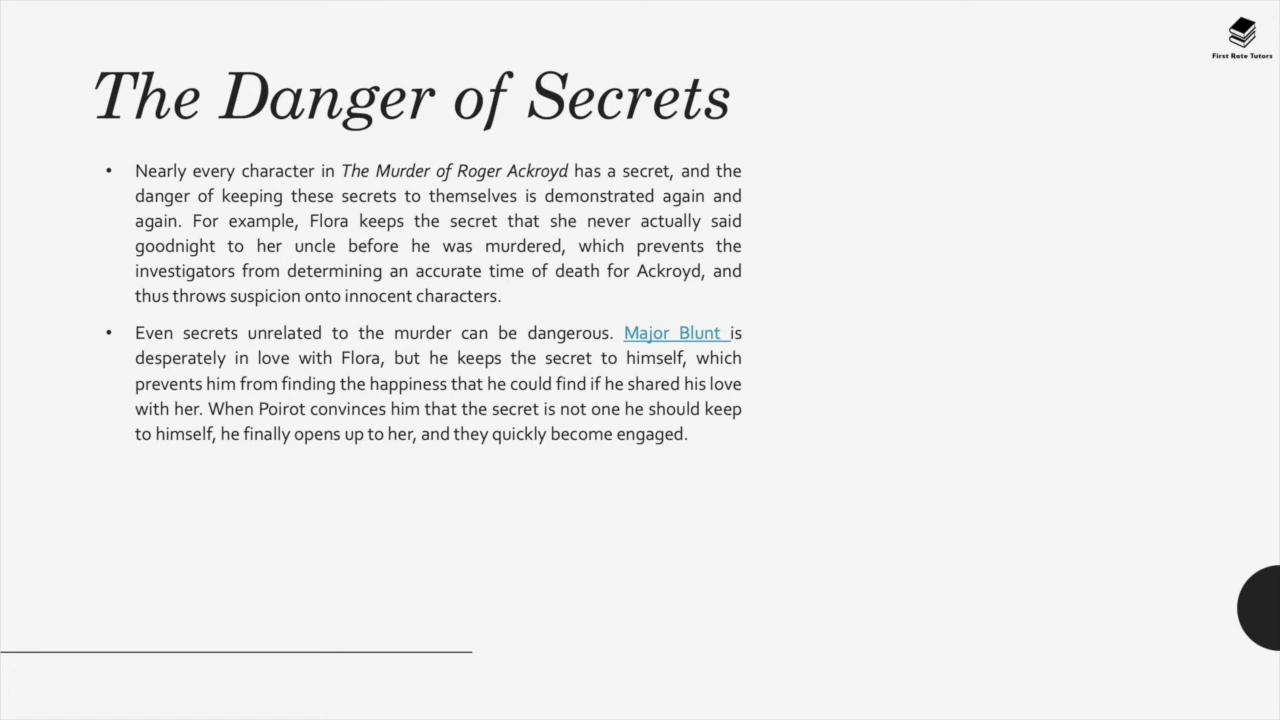 First Rate Tutors
The Danger of Secrets
• Nearly every character in The Murder of Roger Ackroyd has a secret, and the
danger of keeping these secrets to themselves is demonstrated again and
again. For example, Flora keeps the secret that she never actually said
goodnight to her uncle before he was murdered, which prevents the
investigators from determining an accurate time of death for Ackroyd, and
thus throws suspicion onto innocent characters.
• Even secrets unrelated to the murder can be dangerous. Major Blunt is
desperately in love with Flora, but he keeps the secret to himself, which
prevents him from finding the happiness that he could find if he shared his love
with her. When Poirot convinces him that the secret is not one he should keep
to himself, he finally opens up to her, and they quickly become engaged.